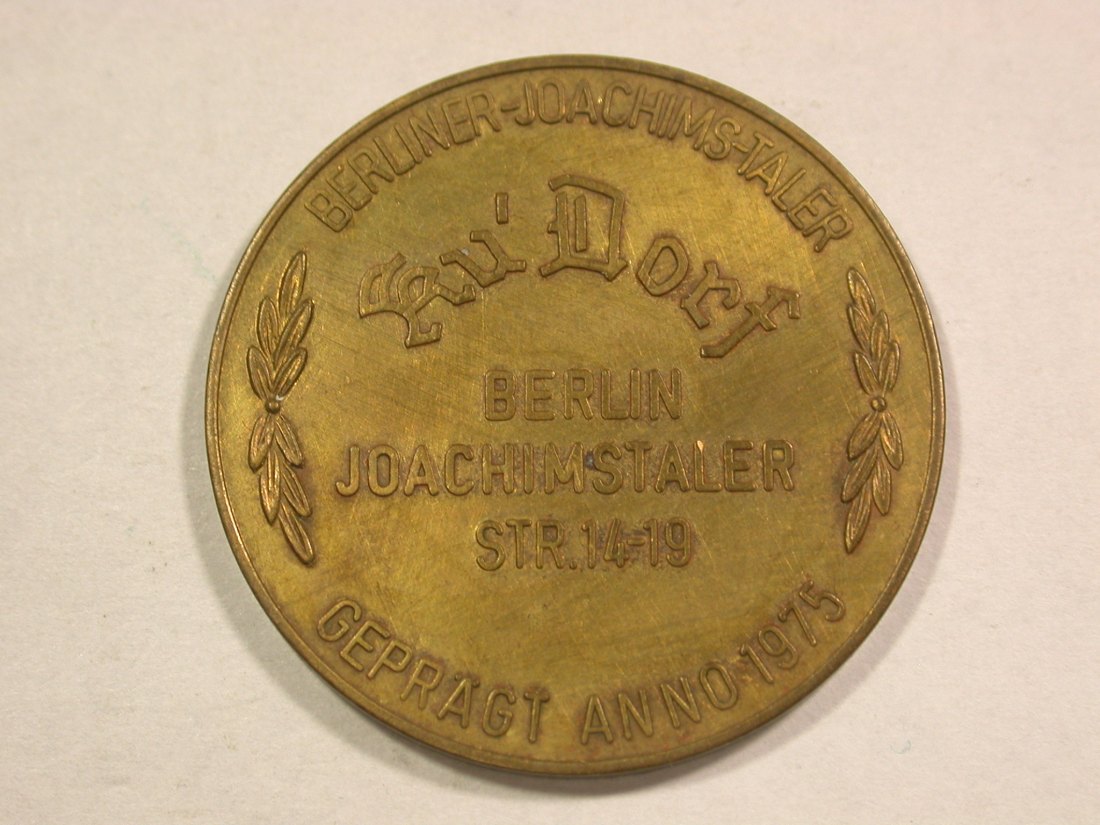 BERLINER-JOACHIMS-TALER
Ku'Dorf
BERLIN
JOACHIMSTALER
STR.14-19
GEPRÄGT ANNO 1975